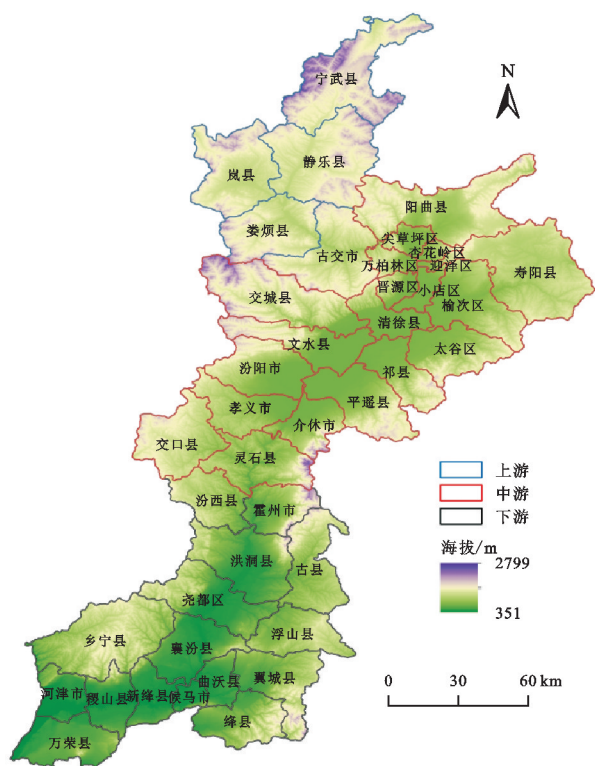 宁武县
N
静乐县
岚县
阳曲县
娄烦县
尖草坪区
古交市
杏花岭区
万柏林区
迎泽区
寿阳县
晋源区
小店区
交城县
榆次区
清徐县
文水县
太谷区
汾阳市
祁县
平遥县
孝义市
介休市
交口县
灵石县
上游
汾西县
中游
霍州市
下游
海拔/m
洪洞县
2799
古县
351
尧都区
乡宁县
浮山县
襄汾县
曲沃县
翼城县
河津市
稷山县
新绛县
侯马市
0 30 60 km
绛县
万荣县